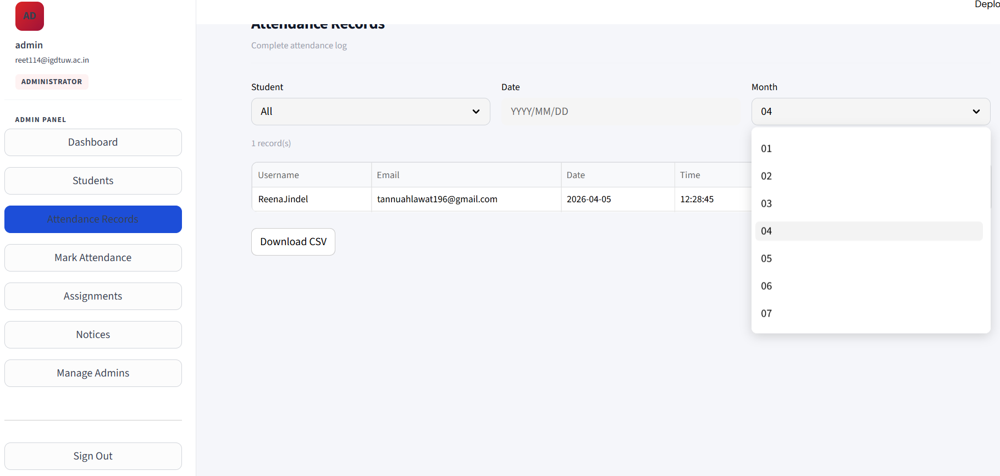 AD
admin
reet114@igdtuw.ac.in
ADMINISTRATOR
ADMIN PANEL
Dashboard
Students
Attendance Records
Mark Attendance
Assignments
Notices
Manage Admins
Sign Out
Deplo
Attendance Records
Complete attendance log
Student Date Month
All YYYY/MM/DD 04
1 record(s)
Username Email Date Time
ReenaJindel tannuahlawat196@gmail.com 2026-04-05 12:28:45
Download CSV
01
02
03
04
05
06
07